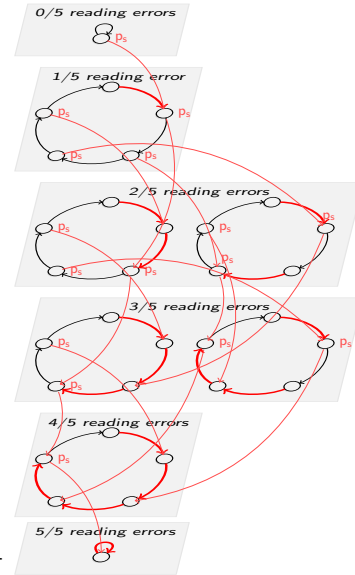 0/5 reading errors
pₛ
1/5 reading error
pₛ pₛ
pₛ pₛ
2/5 reading errors
pₛ pₛ pₛ
pₛ
3/5 reading errors
pₛ pₛ pₛ
pₛ
4/5 reading errors
pₛ
5/5 reading errors